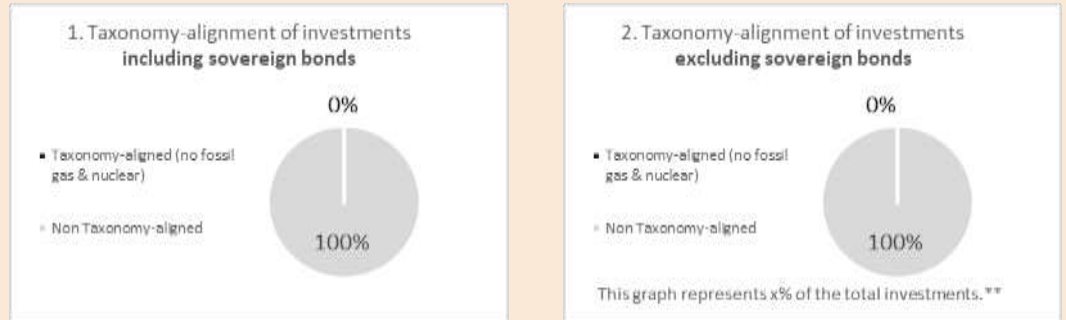 1. Taxonomy-alignment of investments
including sovereign bonds
0%
Taxonomy-aligned (no fossil
gas & nuclear)
Non Taxonomy-aligned
100%
2. Taxonomy-alignment of investments
excluding sovereign bonds
0%
Taxonomy-aligned (no fossil
gas & nuclear)
Non Taxonomy-aligned
100%
This graph represents x% of the total investments.**